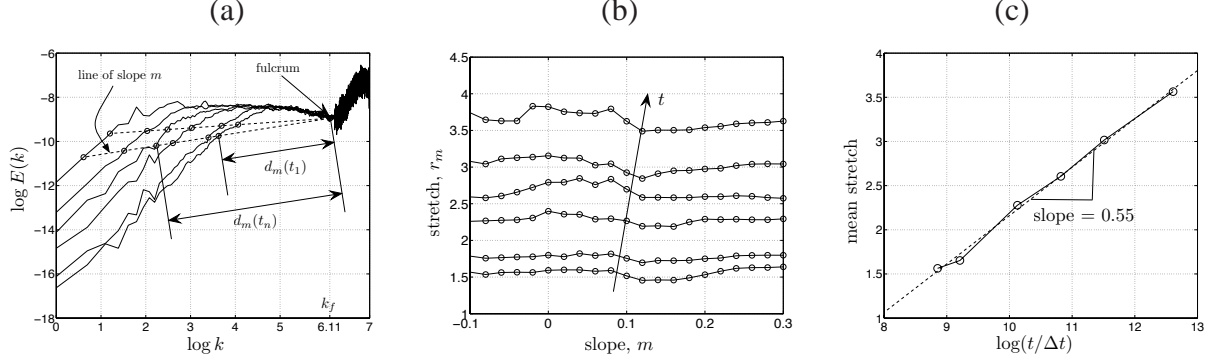 (a)
(b)
(c)
−6
−8
−10
−12
−14
−16
−18
log E(k)
line of slope m
fulcrum
d_m(t_1)
d_m(t_n)
k_f
0 1 2 3 4 5 6.11 7
log k
4.5
4
3.5
3
2.5
2
1.5
1
stretch, r_m
t
−0.1 0 0.1 0.2 0.3
slope, m
4
3.5
3
2.5
2
1.5
1
mean stretch
slope = 0.55
8 9 10 11 12 13
log(t/Δt)